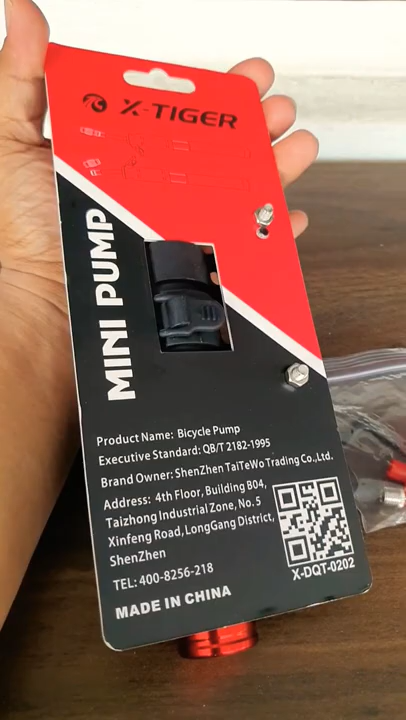 X-TIGER
MINI PUMP
Product Name: Bicycle Pump
Executive Standard: QB/T 2182-1995
Brand Owner: ShenZhen TaiTeWo Trading Co.,Ltd.
Address: 4th Floor, Building B04,
Taizhong Industrial Zone, No. 5
Xinfeng Road, LongGang District,
ShenZhen
TEL: 400-8256-218
MADE IN CHINA
X-DQT-0202